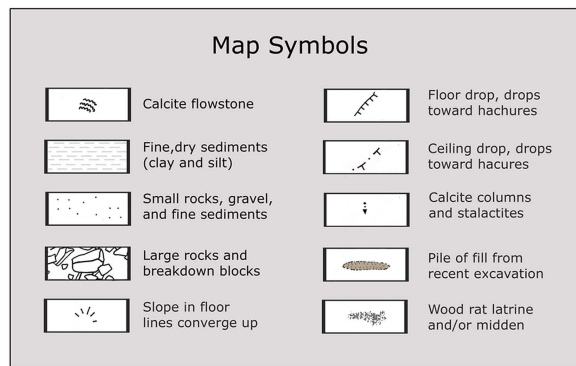 Map Symbols
Calcite flowstone
Fine,dry sediments
(clay and silt)
Small rocks, gravel,
and fine sediments
Large rocks and
breakdown blocks
Slope in floor
lines converge up
Floor drop, drops
toward hachures
Ceiling drop, drops
toward hacures
Calcite columns
and stalactites
Pile of fill from
recent excavation
Wood rat latrine
and/or midden